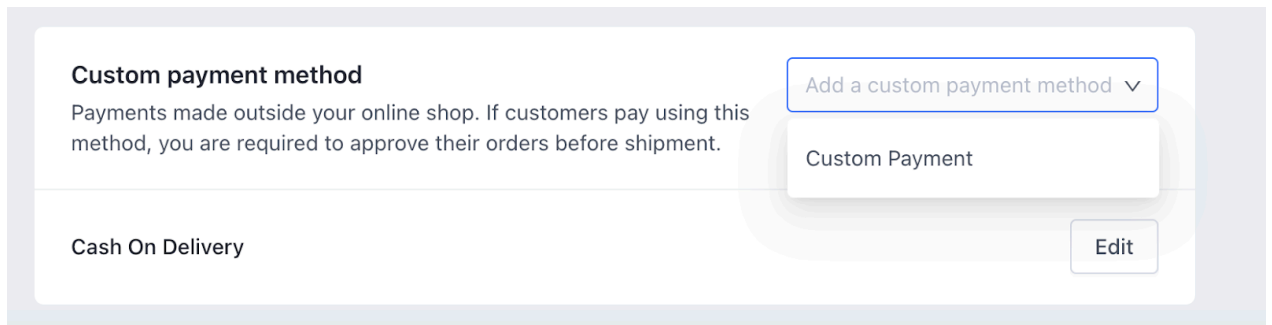 Custom payment method
Add a custom payment method
Payments made outside your online shop. If customers pay using this
method, you are required to approve their orders before shipment.
Custom Payment
Cash On Delivery
Edit